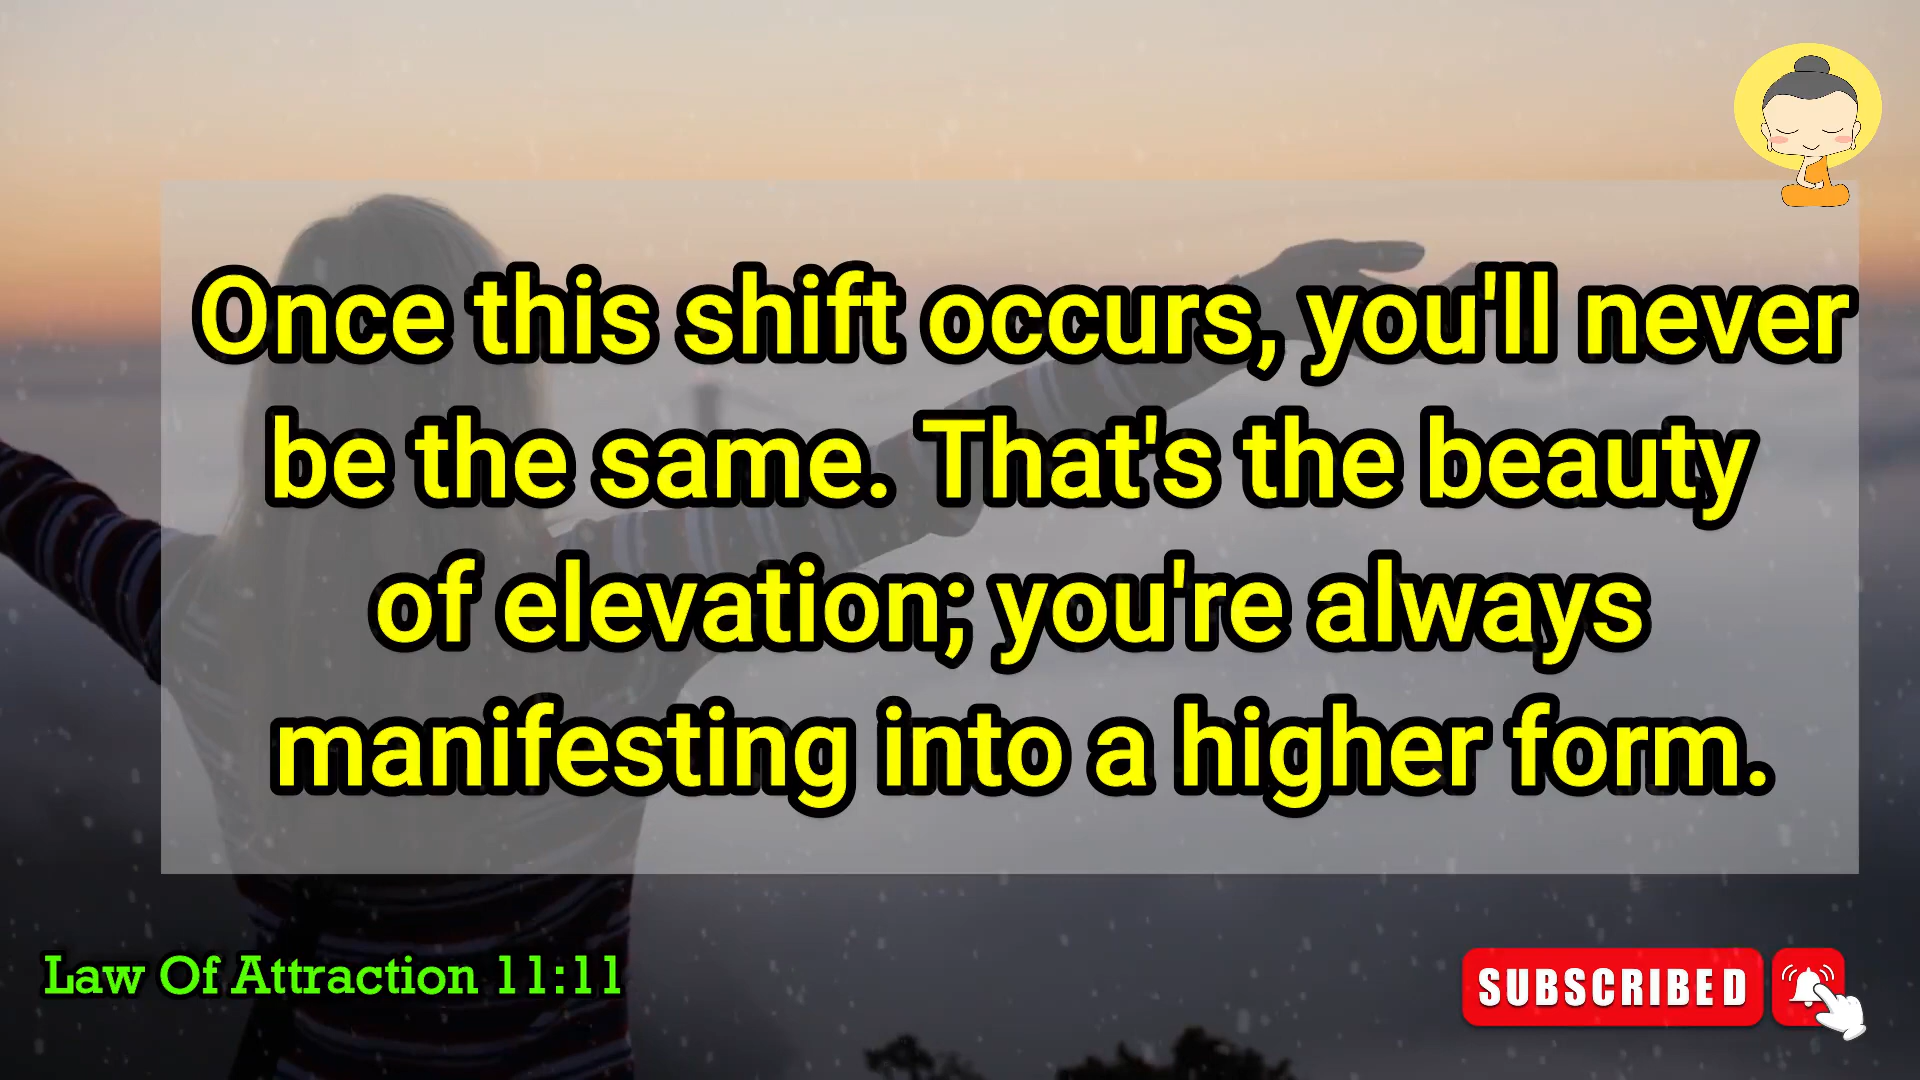 Once this shift occurs, you'll never
be the same. That's the beauty
of elevation; you're always
manifesting into a higher form.
Law Of Attraction 11:11
SUBSCRIBED